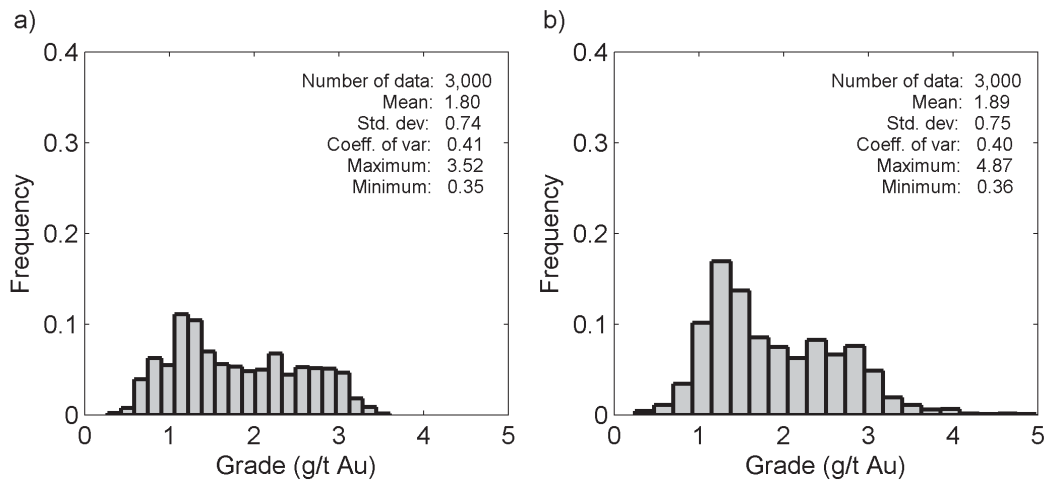 a)
0.4
0.3
0.2
0.1
0
Frequency
Number of data: 3,000
Mean: 1.80
Std. dev: 0.74
Coeff. of var: 0.41
Maximum: 3.52
Minimum: 0.35
0 1 2 3 4 5
Grade (g/t Au)
b)
0.4
0.3
0.2
0.1
0
Frequency
Number of data: 3,000
Mean: 1.89
Std. dev: 0.75
Coeff. of var: 0.40
Maximum: 4.87
Minimum: 0.36
0 1 2 3 4 5
Grade (g/t Au)